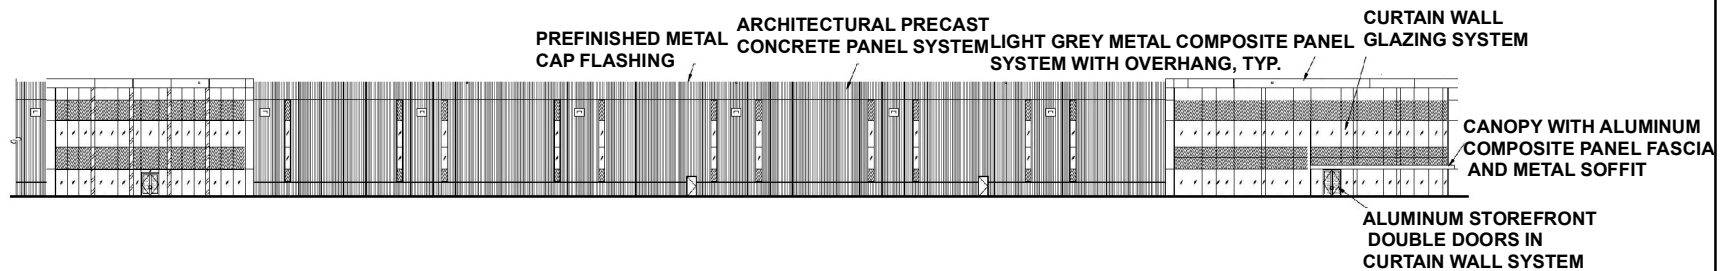 PREFINISHED METAL
CAP FLASHING
ARCHITECTURAL PRECAST
CONCRETE PANEL SYSTEM
LIGHT GREY METAL COMPOSITE PANEL
SYSTEM WITH OVERHANG, TYP.
CURTAIN WALL
GLAZING SYSTEM
CANOPY WITH ALUMINUM
COMPOSITE PANEL FASCIA
AND METAL SOFFIT
ALUMINUM STOREFRONT
DOUBLE DOORS IN
CURTAIN WALL SYSTEM